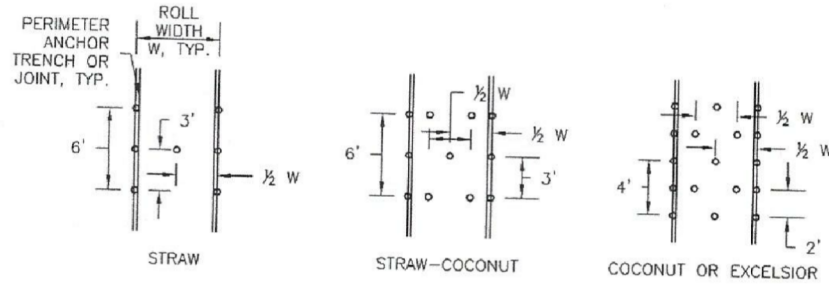 PERIMETER
ANCHOR
TRENCH OR
JOINT, TYP.
ROLL
WIDTH
W, TYP.
6'
3'
½ W
STRAW
½ W
½ W
6'
3'
STRAW-COCONUT
½ W
½ W
4'
2'
COCONUT OR EXCELSIOR